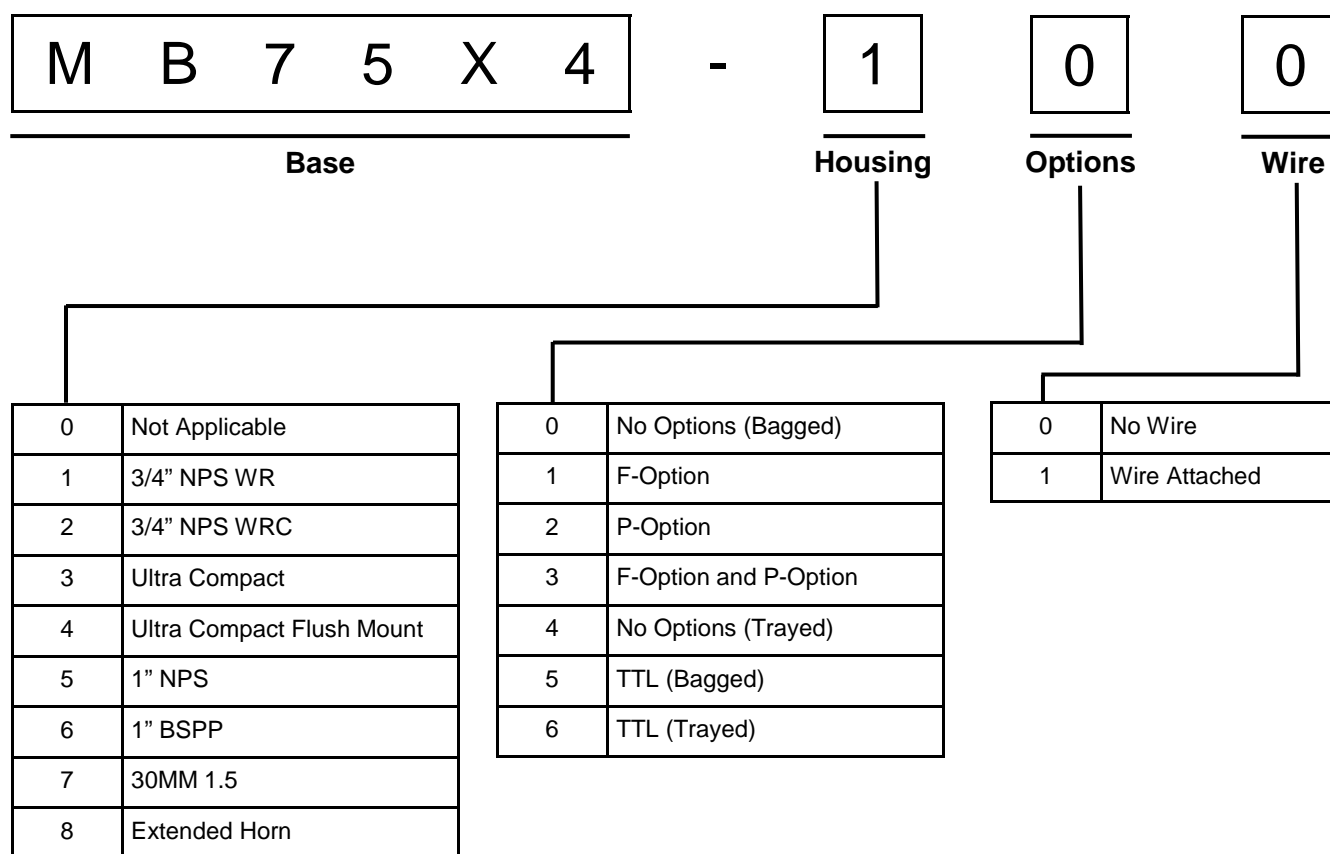 M B 7 5 X 4 - 1 0 0
Base Housing Options Wire
0 Not Applicable
1 3/4” NPS WR
2 3/4” NPS WRC
3 Ultra Compact
4 Ultra Compact Flush Mount
5 1” NPS
6 1” BSPP
7 30MM 1.5
8 Extended Horn
0 No Options (Bagged)
1 F-Option
2 P-Option
3 F-Option and P-Option
4 No Options (Trayed)
5 TTL (Bagged)
6 TTL (Trayed)
0 No Wire
1 Wire Attached